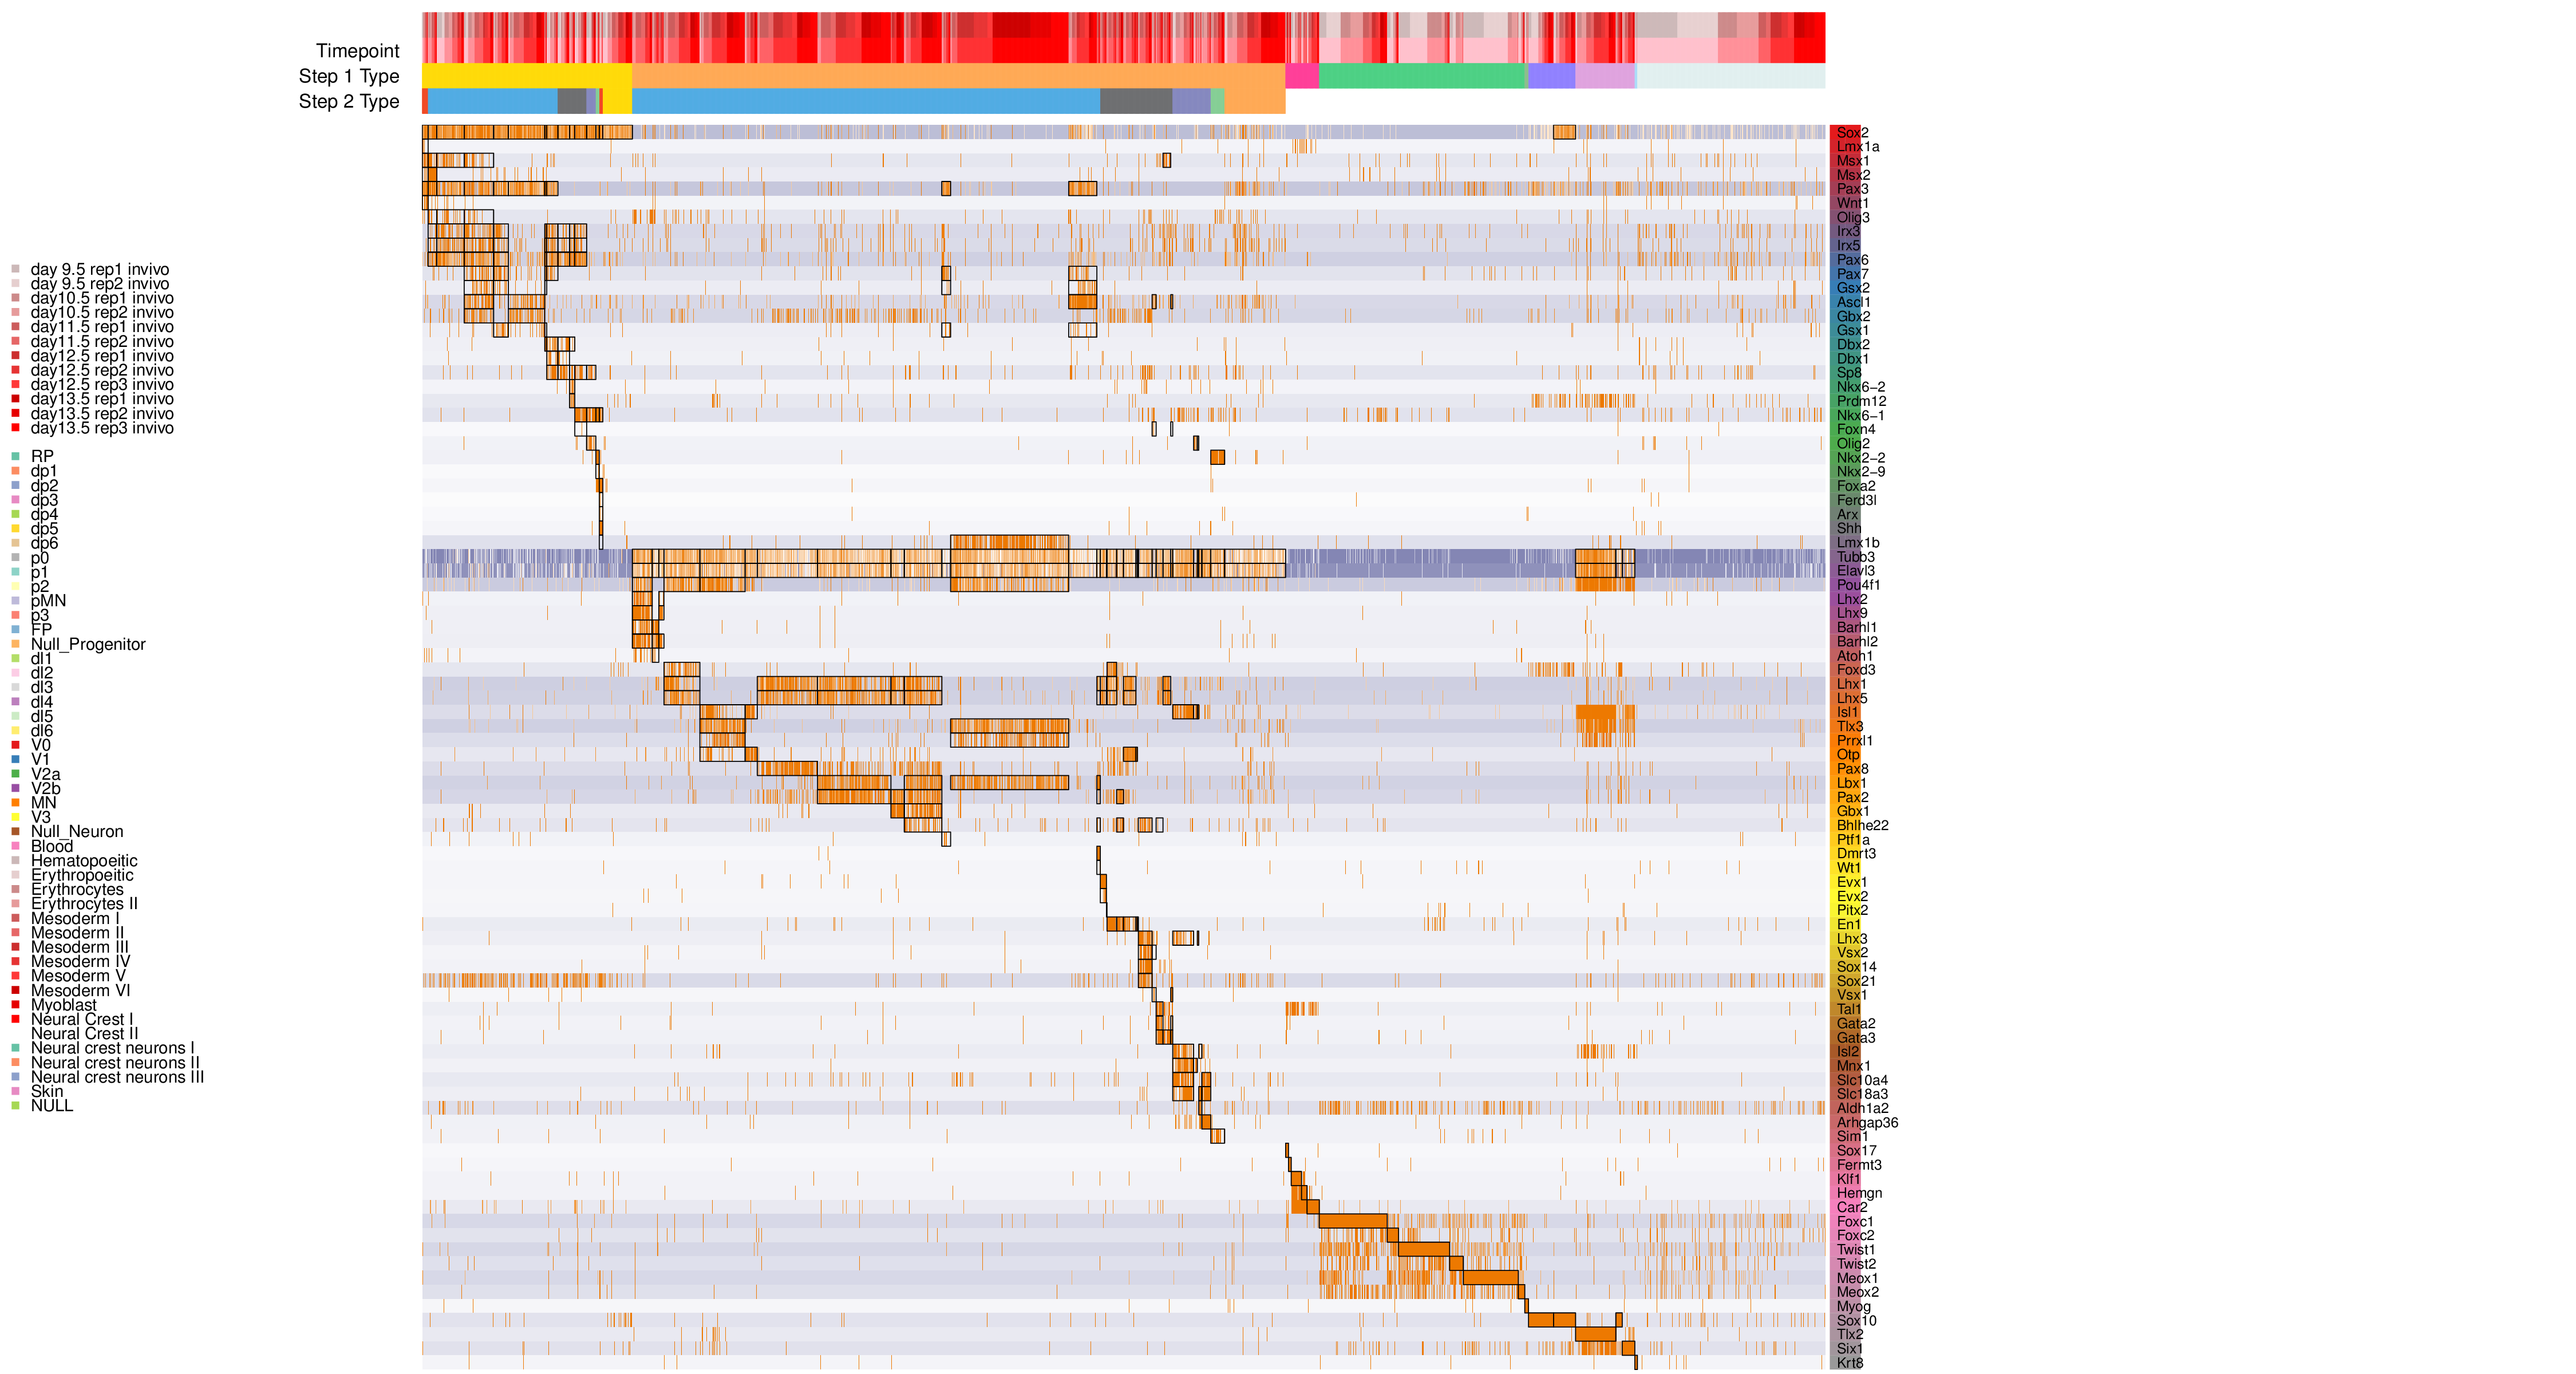 Timepoint
Step 1 Type
Step 2 Type
day 9.5 rep1 invivo
day 9.5 rep2 invivo
day10.5 rep1 invivo
day10.5 rep2 invivo
day11.5 rep1 invivo
day11.5 rep2 invivo
day12.5 rep1 invivo
day12.5 rep2 invivo
day12.5 rep3 invivo
day13.5 rep1 invivo
day13.5 rep2 invivo
day13.5 rep3 invivo
RP
dp1
dp2
dp3
dp4
dp5
dp6
p0
p1
p2
pMN
p3
FP
Null_Progenitor
dl1
dl2
dl3
dl4
dl5
dl6
V0
V1
V2a
V2b
MN
V3
Null_Neuron
Blood
Hematopoeitic
Erythropoeitic
Erythrocytes
Erythrocytes II
Mesoderm I
Mesoderm II
Mesoderm III
Mesoderm IV
Mesoderm V
Mesoderm VI
Myoblast
Neural Crest I
Neural Crest II
Neural crest neurons I
Neural crest neurons II
Neural crest neurons III
Skin
NULL
Sox2
Lmx1a
Msx1
Msx2
Pax3
Wnt1
Olig3
Irx3
Irx5
Pax6
Pax7
Gsx2
Ascl1
Gbx2
Gsx1
Dbx2
Dbx1
Sp8
Nkx6−2
Prdm12
Nkx6−1
Foxn4
Olig2
Nkx2−2
Nkx2−9
Foxa2
Ferd3l
Arx
Shh
Lmx1b
Tubb3
Elavl3
Pou4f1
Lhx2
Lhx9
Barhl1
Barhl2
Atoh1
Foxd3
Lhx1
Lhx5
Isl1
Tlx3
Prrxl1
Otp
Pax8
Lbx1
Pax2
Gbx1
Bhlhe22
Ptf1a
Dmrt3
Wt1
Evx1
Evx2
Pitx2
En1
Lhx3
Vsx2
Sox14
Sox21
Vsx1
Tal1
Gata2
Gata3
Isl2
Mnx1
Slc10a4
Slc18a3
Aldh1a2
Arhgap36
Sim1
Sox17
Fermt3
Klf1
Hemgn
Car2
Foxc1
Foxc2
Twist1
Twist2
Meox1
Meox2
Myog
Sox10
Tlx2
Six1
Krt8